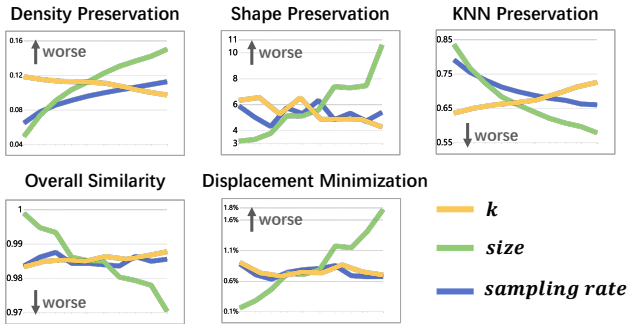 Density Preservation
0.16
worse
0.12
0.08
0.04
Shape Preservation
11
10
worse
8
6
4
3
KNN Preservation
0.85
0.75
0.65
worse
0.55
Overall Similarity
1
0.99
0.98
worse
0.97
Displacement Minimization
1.8%
worse
1.1%
0.6%
0.1%
k
size
sampling rate